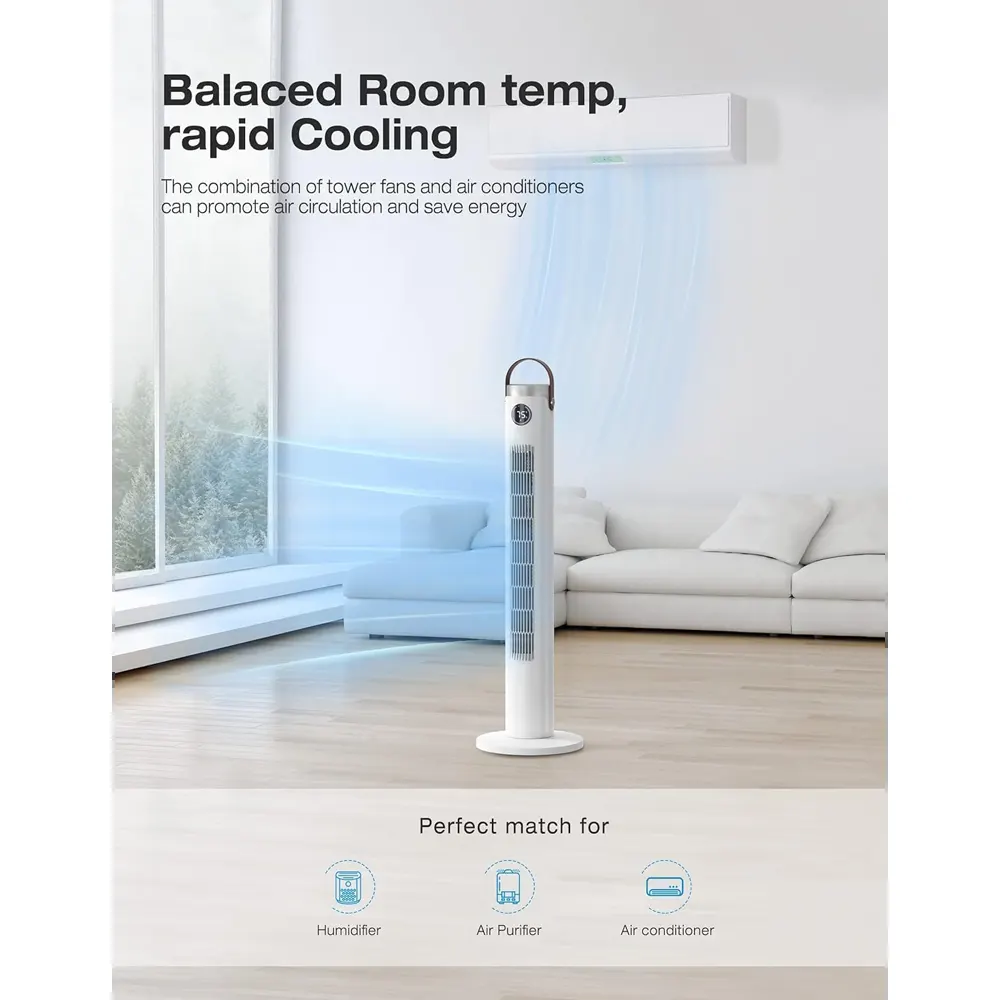 Balaced Room temp,
rapid Cooling
The combination of tower fans and air conditioners
can promote air circulation and save energy
75
Perfect match for
Humidifier
Air Purifier
Air conditioner